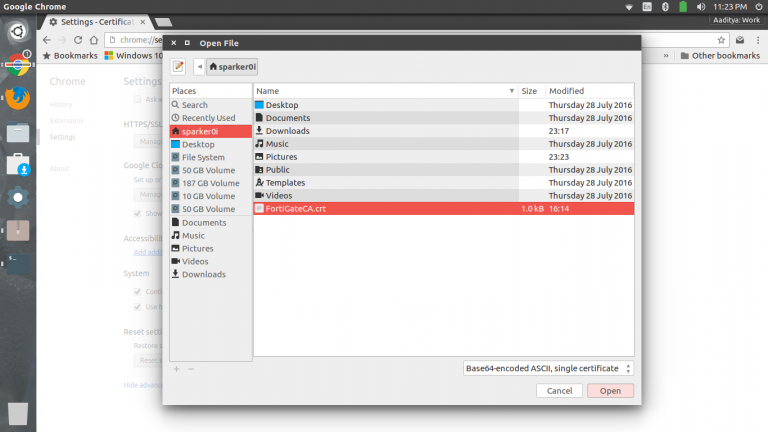 Google Chrome
En
11:23 PM
Settings - Certificat
Aaditya: Work
chrome://se
Bookmarks
Windows 10
»
Other bookmarks
Chrome
History
Extensions
Settings
About
Settings
Ask w
HTTPS/SSL
Manag
Google Clo
Set up or
Manag
Show
Accessibili
Add addit
System
Conti
Use h
Reset setti
Restore s
Reset se
Hide advanc
Open File
sparker0i
Places
Search
Recently Used
sparker0i
Desktop
File System
50 GB Volume
187 GB Volume
10 GB Volume
50 GB Volume
Documents
Music
Pictures
Videos
Downloads
Name Size Modified
Desktop Thursday 28 July 2016
Documents Thursday 28 July 2016
Downloads 23:17
Music Thursday 28 July 2016
Pictures 23:23
Public Thursday 28 July 2016
Templates Thursday 28 July 2016
Videos Thursday 28 July 2016
FortiGateCA.crt 1.0 kB 16:14
Base64-encoded ASCII, single certificate
Cancel
Open